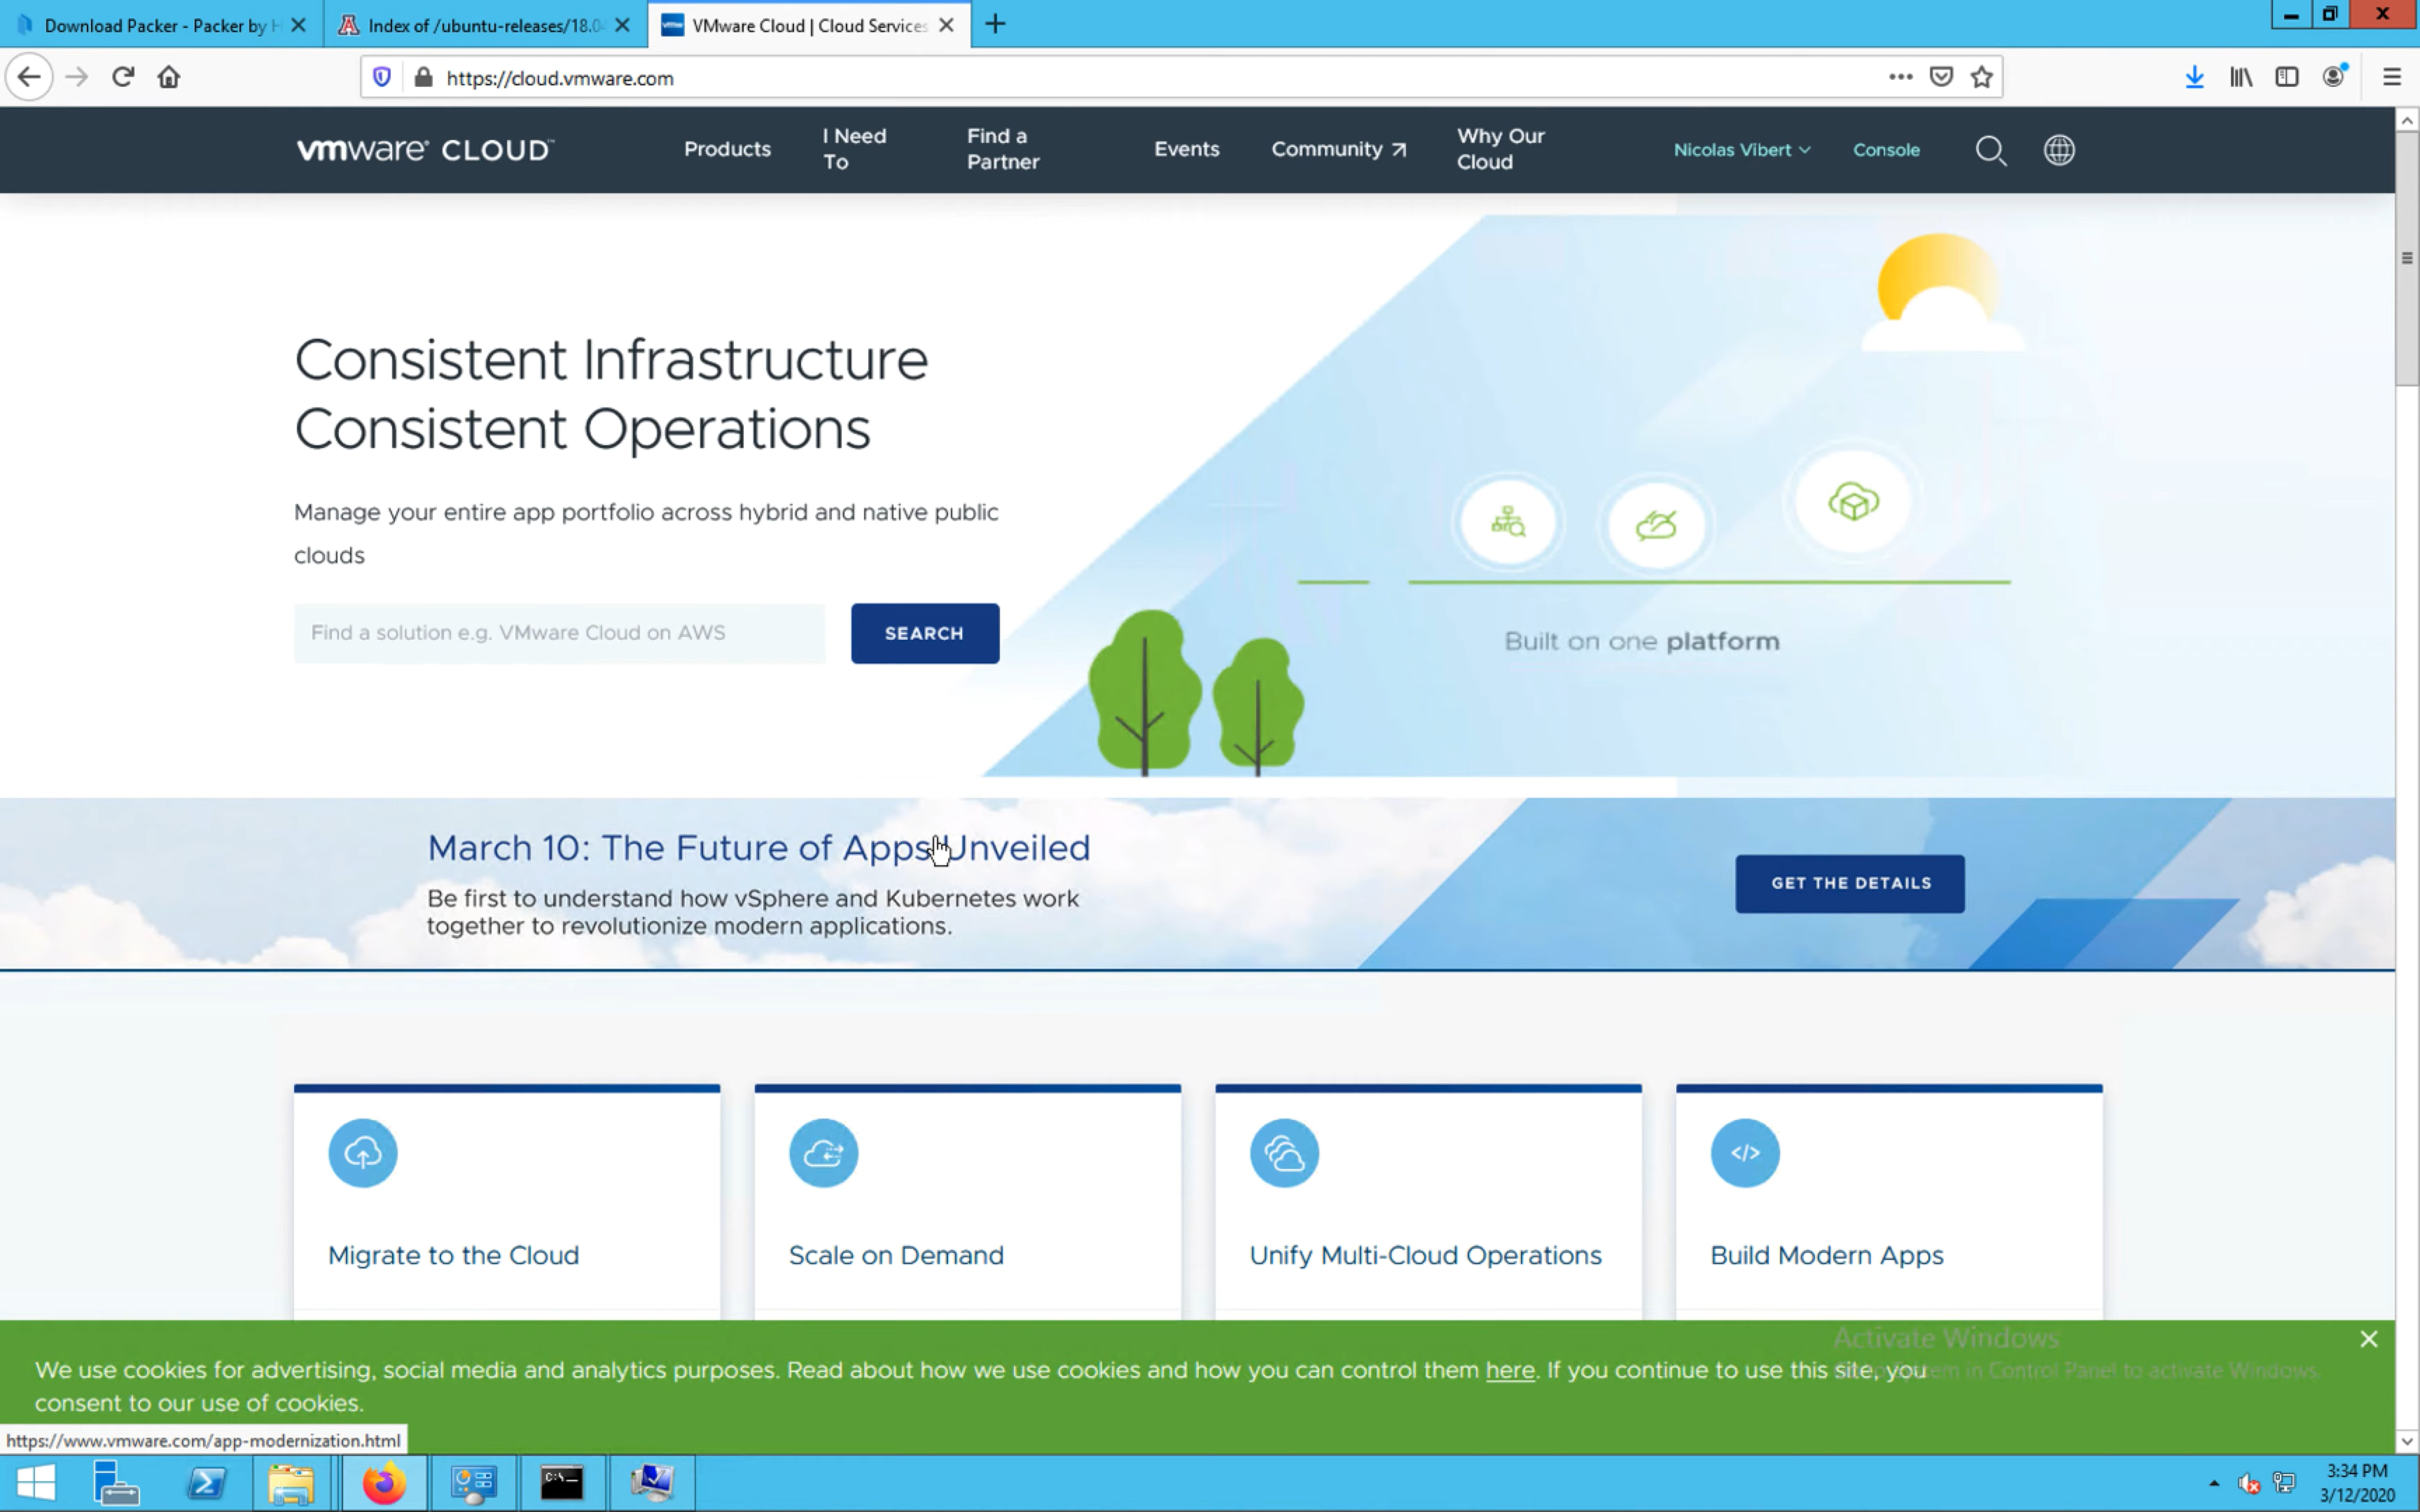 Download Packer - Packer by H
Index of /ubuntu-releases/18.0
VMware Cloud | Cloud Services
https://cloud.vmware.com
vmware® CLOUD™
Products
I Need
To
Find a
Partner
Events
Community
Why Our
Cloud
Nicolas Vibert
Console
Consistent Infrastructure
Consistent Operations
Manage your entire app portfolio across hybrid and native public
clouds
Find a solution e.g. VMware Cloud on AWS
SEARCH
Built on one platform
March 10: The Future of Apps Unveiled
Be first to understand how vSphere and Kubernetes work
together to revolutionize modern applications.
GET THE DETAILS
Migrate to the Cloud
Scale on Demand
Unify Multi-Cloud Operations
</>
Build Modern Apps
Activate Windows
We use cookies for advertising, social media and analytics purposes. Read about how we use cookies and how you can control them here. If you continue to use this site, you
in Control Panel to activate Windows.
consent to our use of cookies.
https://www.vmware.com/app-modernization.html
C:\
3:34 PM
3/12/2020